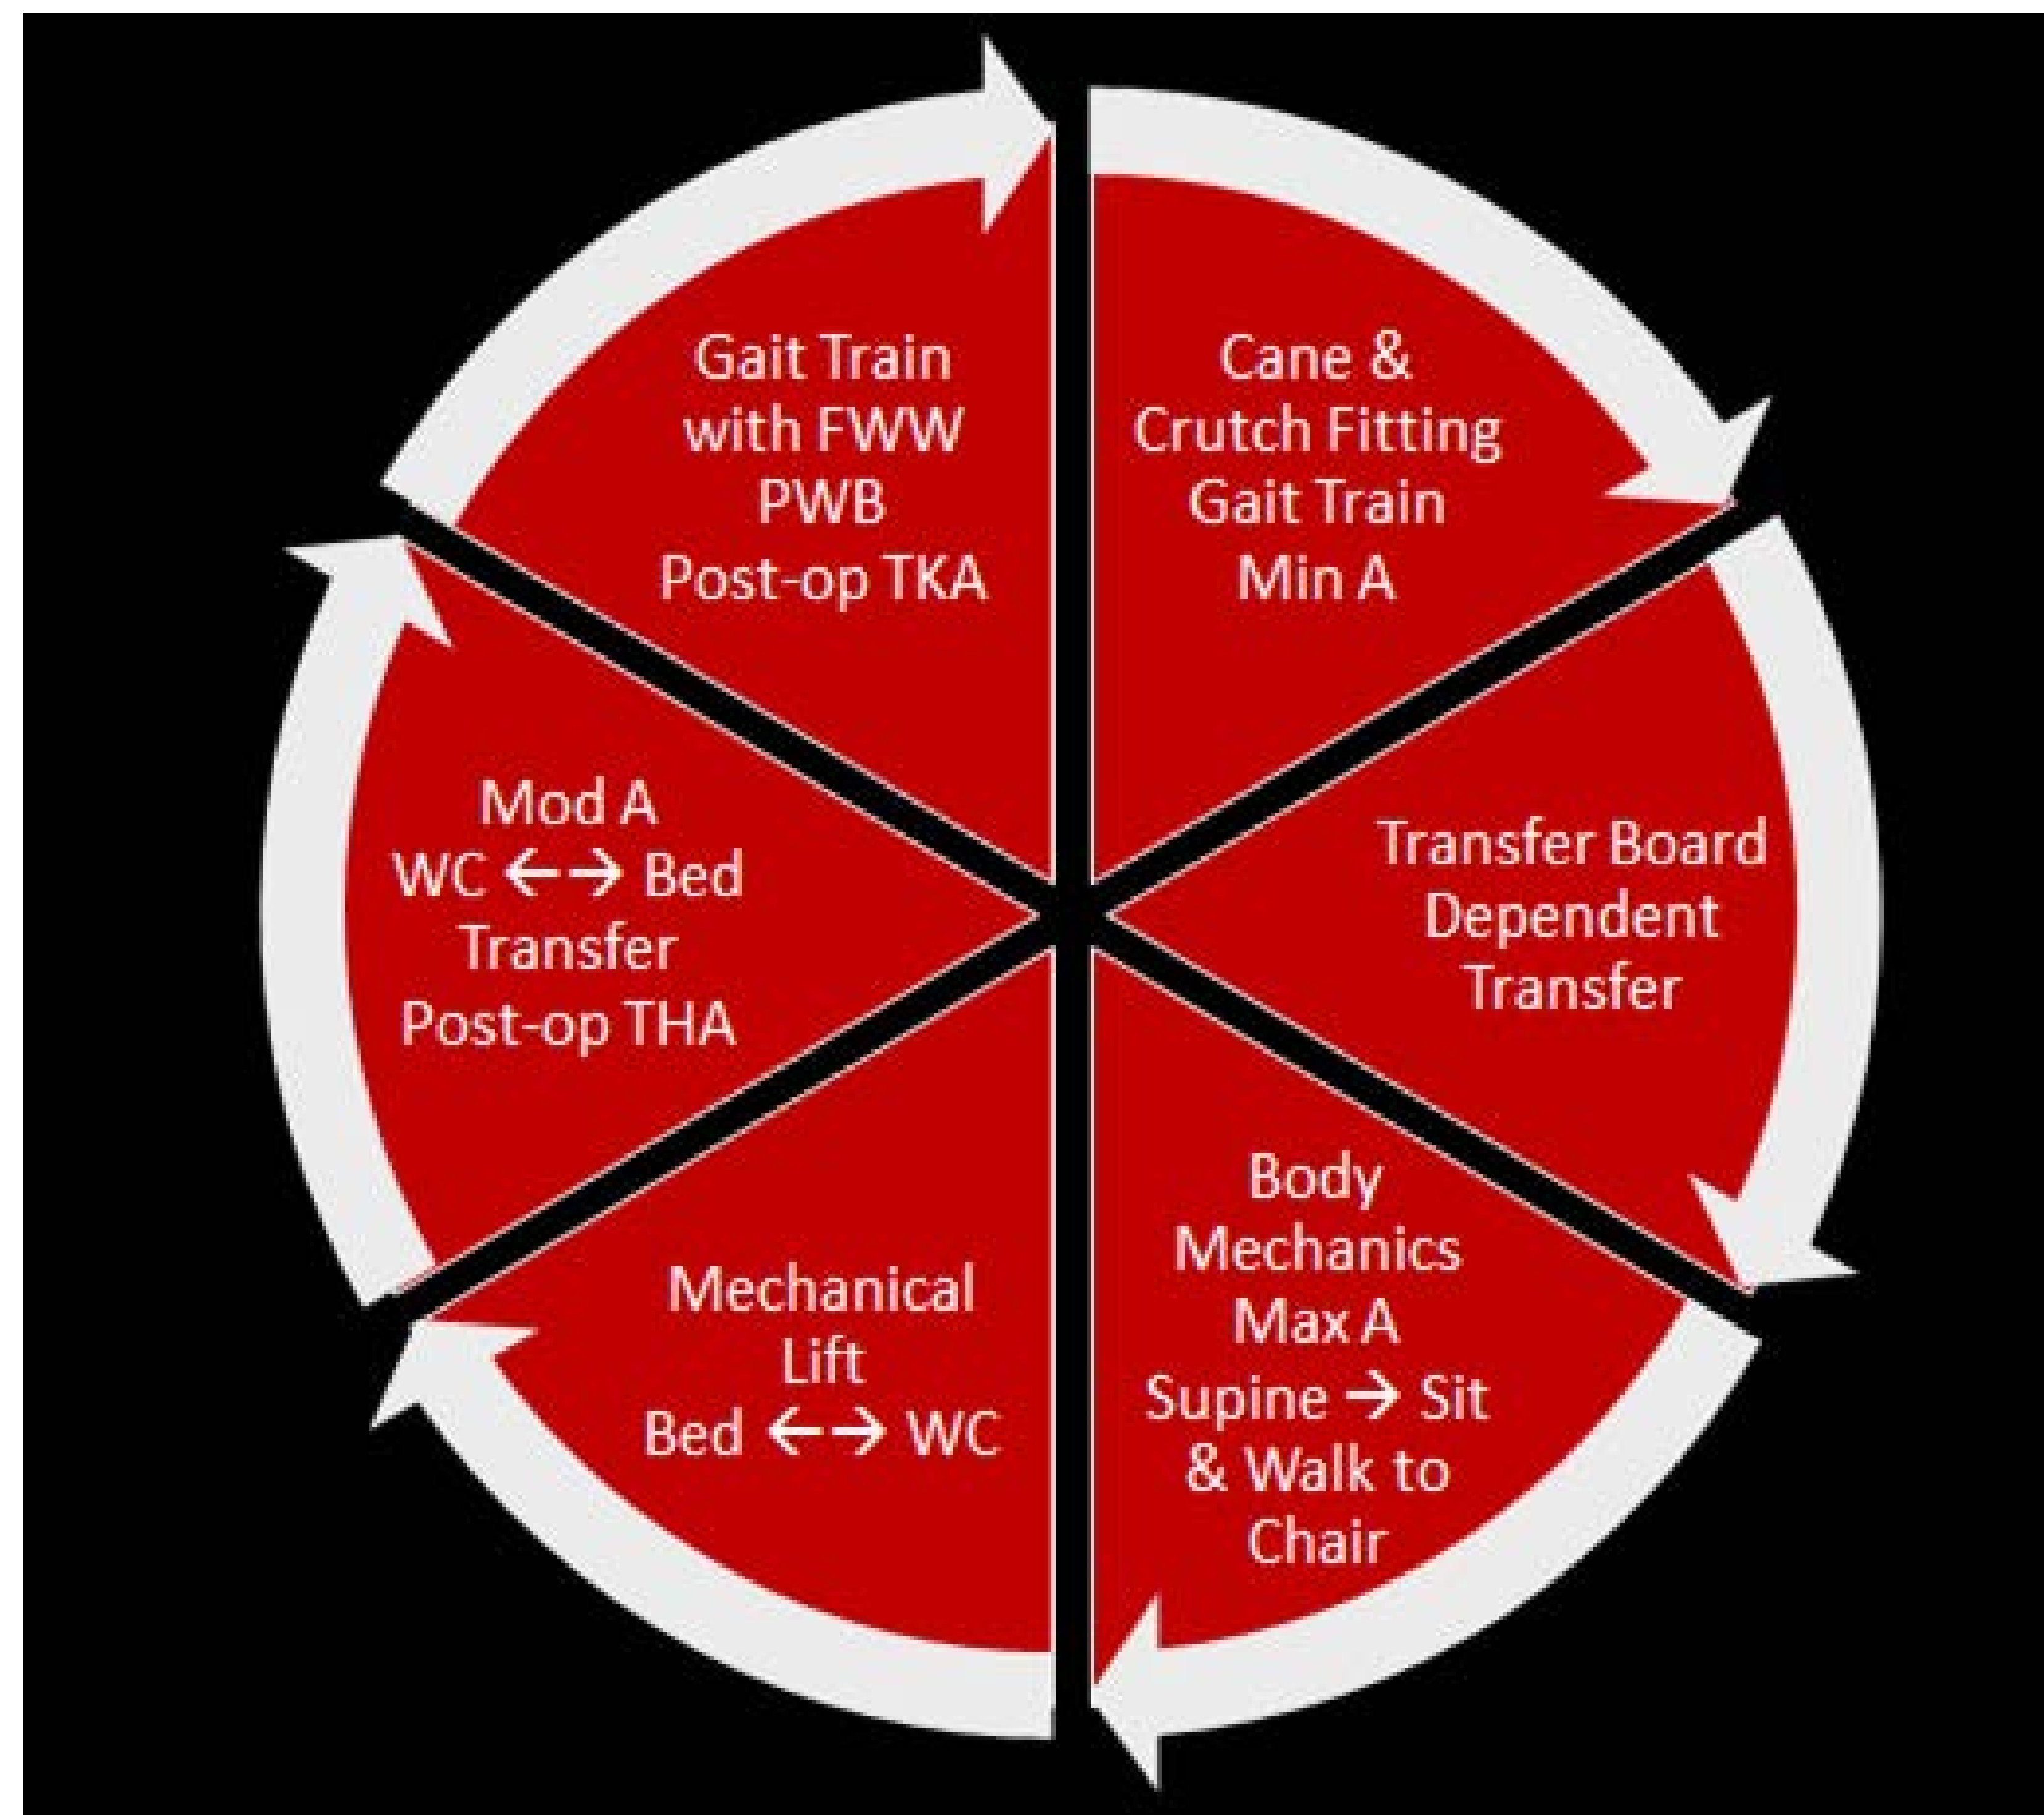 Gait Train
with FWW
PWB
Post-op TKA
Cane &
Crutch Fitting
Gait Train
Min A
Transfer Board
Dependent
Transfer
Body
Mechanics
Max A
Supine → Sit
& Walk to
Chair
Mechanical
Lift
Bed ←→ WC
Mod A
WC ←→ Bed
Transfer
Post-op THA